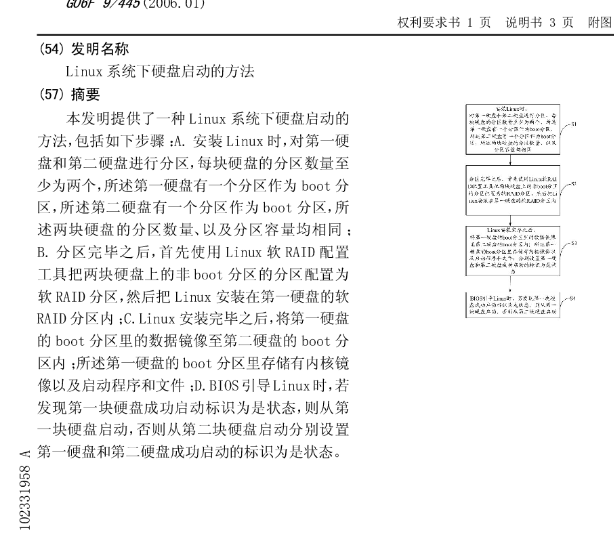 G06F 9/445 (2006.01)
权利要求书 1 页 说明书 3 页 附图
(54) 发明名称
Linux 系统下硬盘启动的方法
(57) 摘要
本发明提供了一种 Linux 系统下硬盘启动的
方法,包括如下步骤:A. 安装 Linux 时,对第一硬
盘和第二硬盘进行分区,每块硬盘的分区数量至
少为两个,所述第一硬盘有一个分区作为 boot 分
区,所述第二硬盘有一个分区作为 boot 分区,所
述两块硬盘的分区数量、以及分区容量均相同;
B. 分区完毕之后,首先使用 Linux 软 RAID 配置
工具把两块硬盘上的非 boot 分区的分区配置为
软 RAID 分区,然后把 Linux 安装在第一硬盘的软
RAID 分区内;C. Linux 安装完毕之后,将第一硬盘
的 boot 分区里的数据镜像至第二硬盘的 boot 分
区内;所述第一硬盘的 boot 分区里存储有内核镜
像以及启动程序和文件;D. BIOS 引导 Linux 时,若
发现第一块硬盘成功启动标识为是状态,则从第
一块硬盘启动,否则从第二块硬盘启动分别设置
第一硬盘和第二硬盘成功启动的标识为是状态。
102331958 A